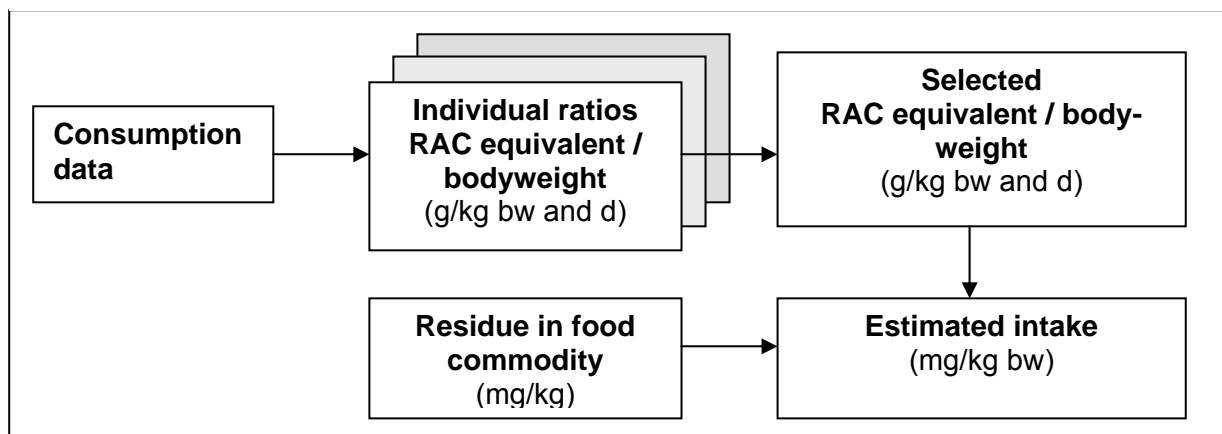 Consumption
data
Individual ratios
RAC equivalent /
bodyweight
(g/kg bw and d)
Selected
RAC equivalent / body-
weight
(g/kg bw and d)
Residue in food
commodity
(mg/kg)
Estimated intake
(mg/kg bw)